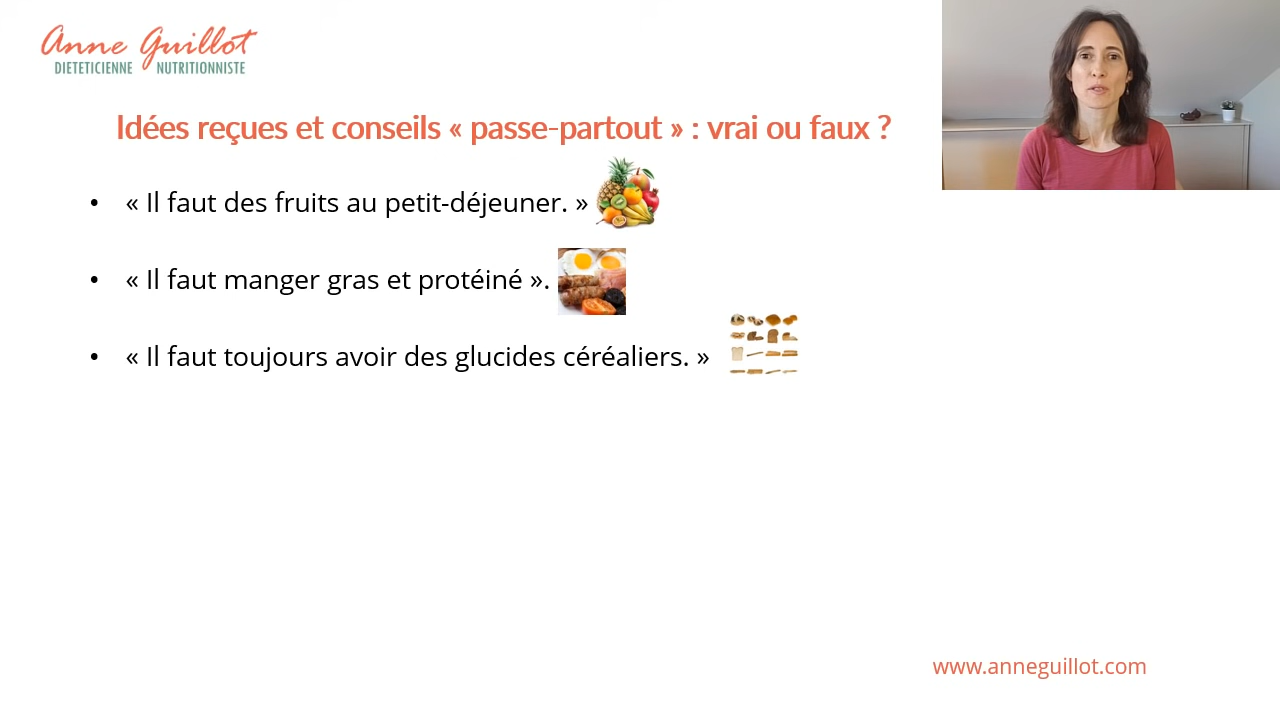 Anne Guillot
DIETETICIENNE NUTRITIONNISTE
Idées reçues et conseils « passe-partout » : vrai ou faux ?
• « Il faut des fruits au petit-déjeuner. »
• « Il faut manger gras et protéiné ».
• « Il faut toujours avoir des glucides céréaliers. »
www.anneguillot.com